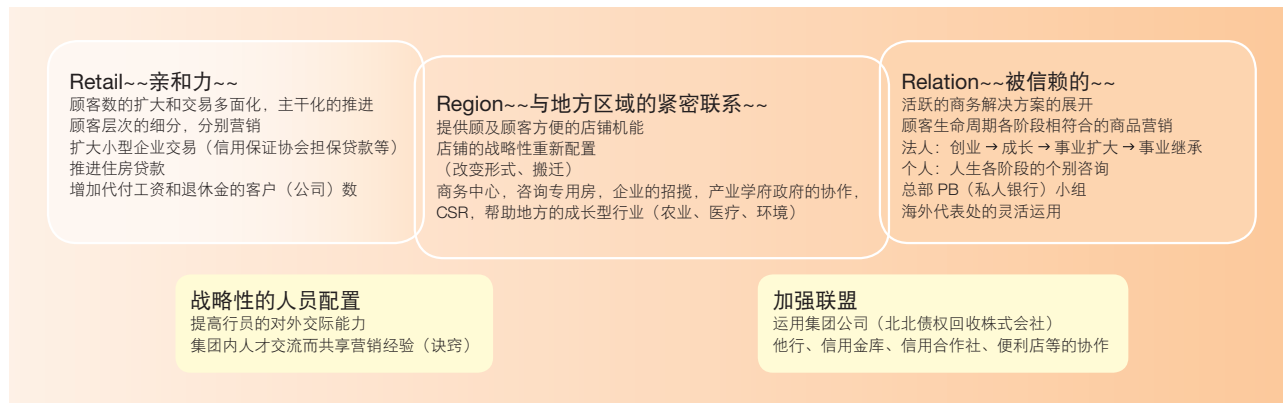 Retail~~亲和力~~
顾客数的扩大和交易多面化，主干化的推进
顾客层次的细分，分别营销
扩大小型企业交易（信用保证协会担保贷款等）
推进住房贷款
增加代付工资和退休金的客户（公司）数
Region~~与地方区域的紧密联系~~
提供顾及顾客方便的店铺机能
店铺的战略性重新配置
（改变形式、搬迁）
商务中心，咨询专用房，企业的招揽，产业学府政府的协作，
CSR，帮助地方的成长型行业（农业、医疗、环境）
Relation~~被信赖的~~
活跃的商务解决方案的展开
顾客生命周期各阶段相符合的商品营销
法人：创业→成长→事业扩大→事业继承
个人：人生各阶段的个别咨询
总部 PB（私人银行）小组
海外代表处的灵活运用
战略性的人员配置
提高行员的对外交际能力
集团内人才交流而共享营销经验（诀窍）
加强联盟
运用集团公司（北北债权回收株式会社）
他行、信用金库、信用合作社、便利店等的协作